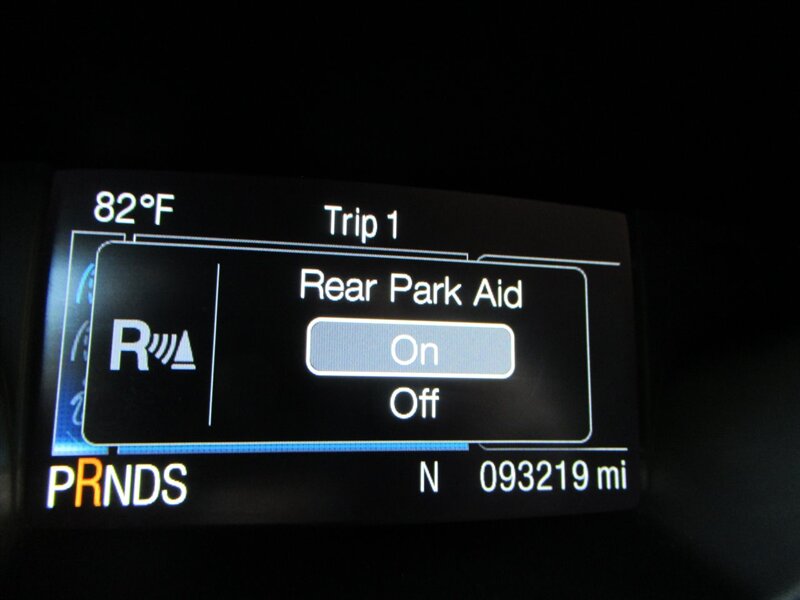 82°F
Trip 1
Rear Park Aid
R
On
Off
PRNDS
N
093219 mi